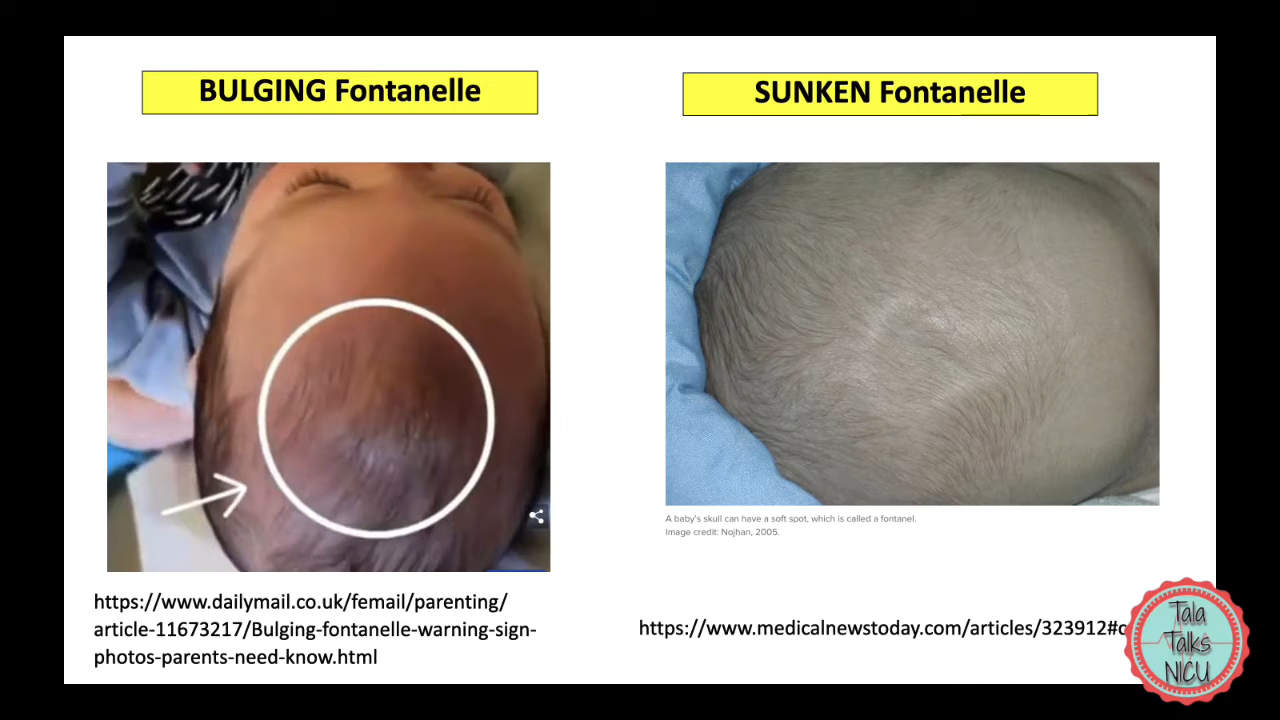 BULGING Fontanelle
SUNKEN Fontanelle
A baby's skull can have a soft spot, which is called a fontanel.
Image credit: Nojhan, 2005.
https://www.dailymail.co.uk/femail/parenting/
article-11673217/Bulging-fontanelle-warning-sign-
photos-parents-need-know.html
https://www.medicalnewstoday.com/articles/323912#
Tala
Talks
NICU